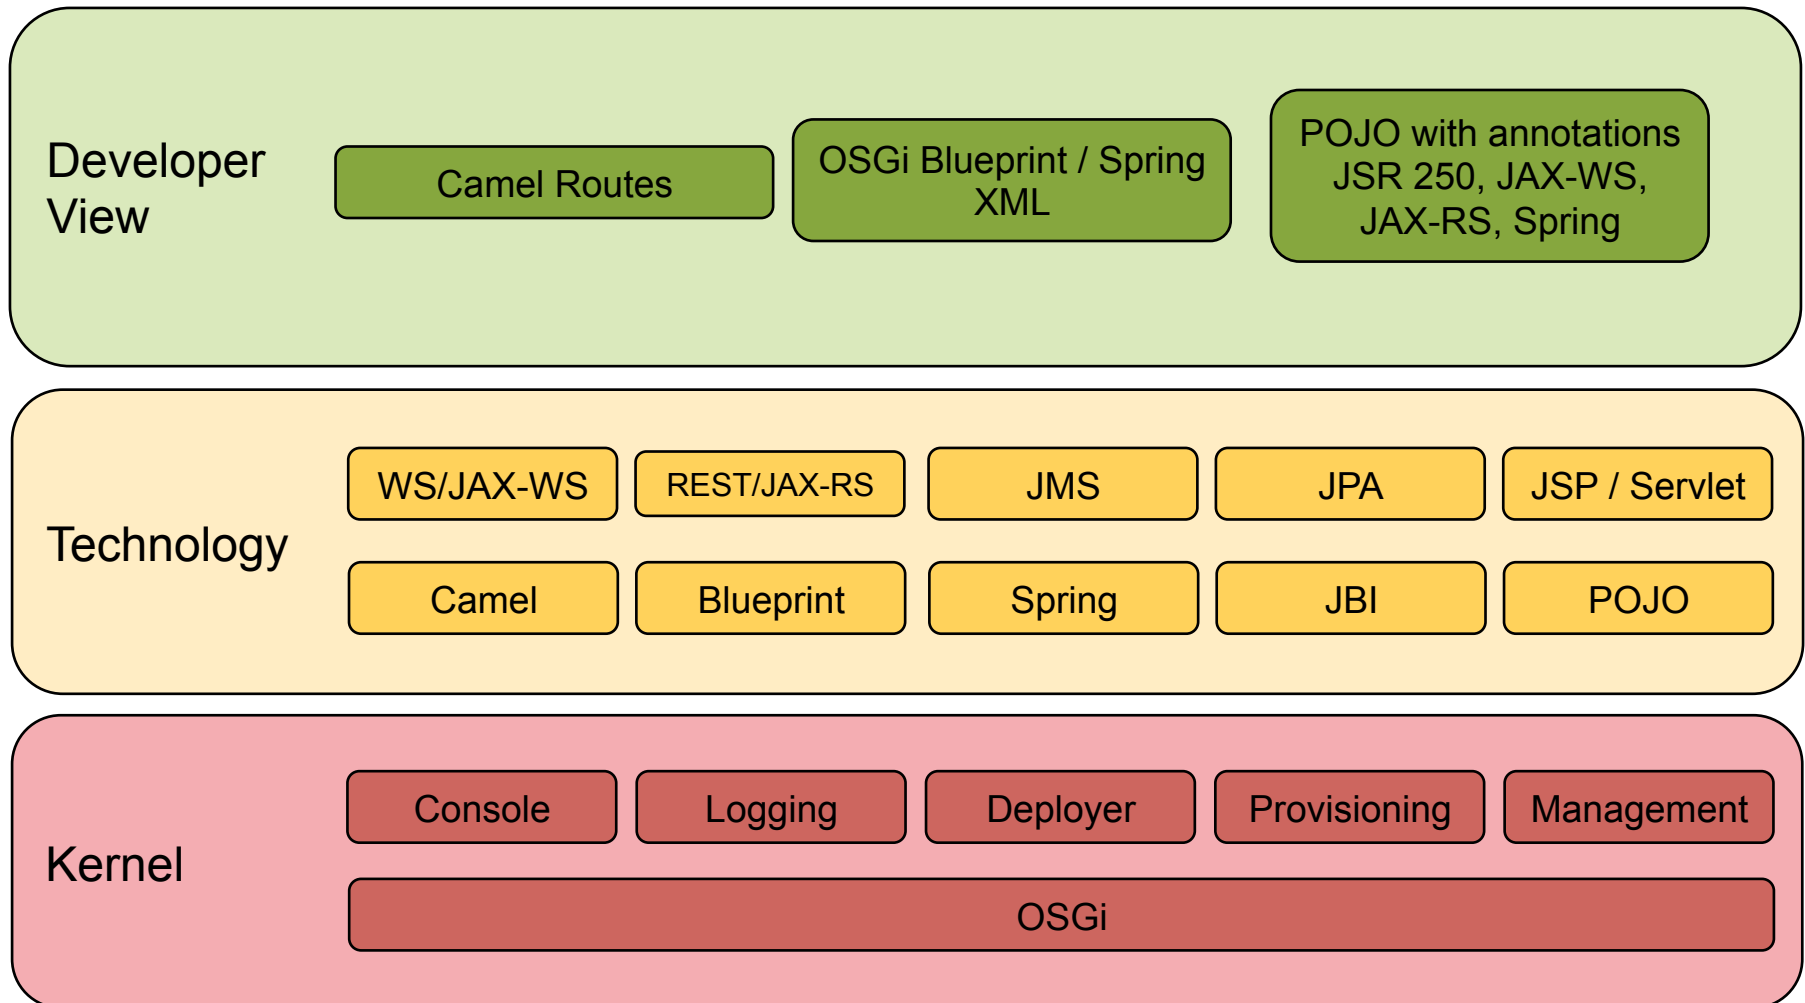 Developer
View
Camel Routes
OSGi Blueprint / Spring
XML
POJO with annotations
JSR 250, JAX-WS,
JAX-RS, Spring
Technology
WS/JAX-WS
REST/JAX-RS
JMS
JPA
JSP / Servlet
Camel
Blueprint
Spring
JBI
POJO
Kernel
Console
Logging
Deployer
Provisioning
Management
OSGi